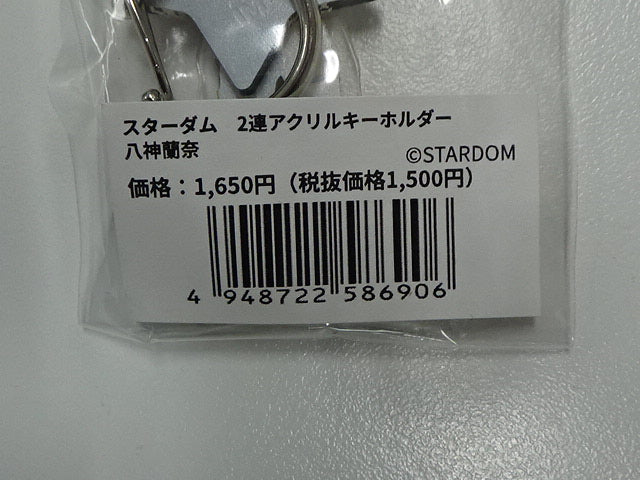 スターダム 2連アクリルキーホルダー
八神蘭奈
©STARDOM
価格：1,650円（税抜価格1,500円）
4 948722 586906